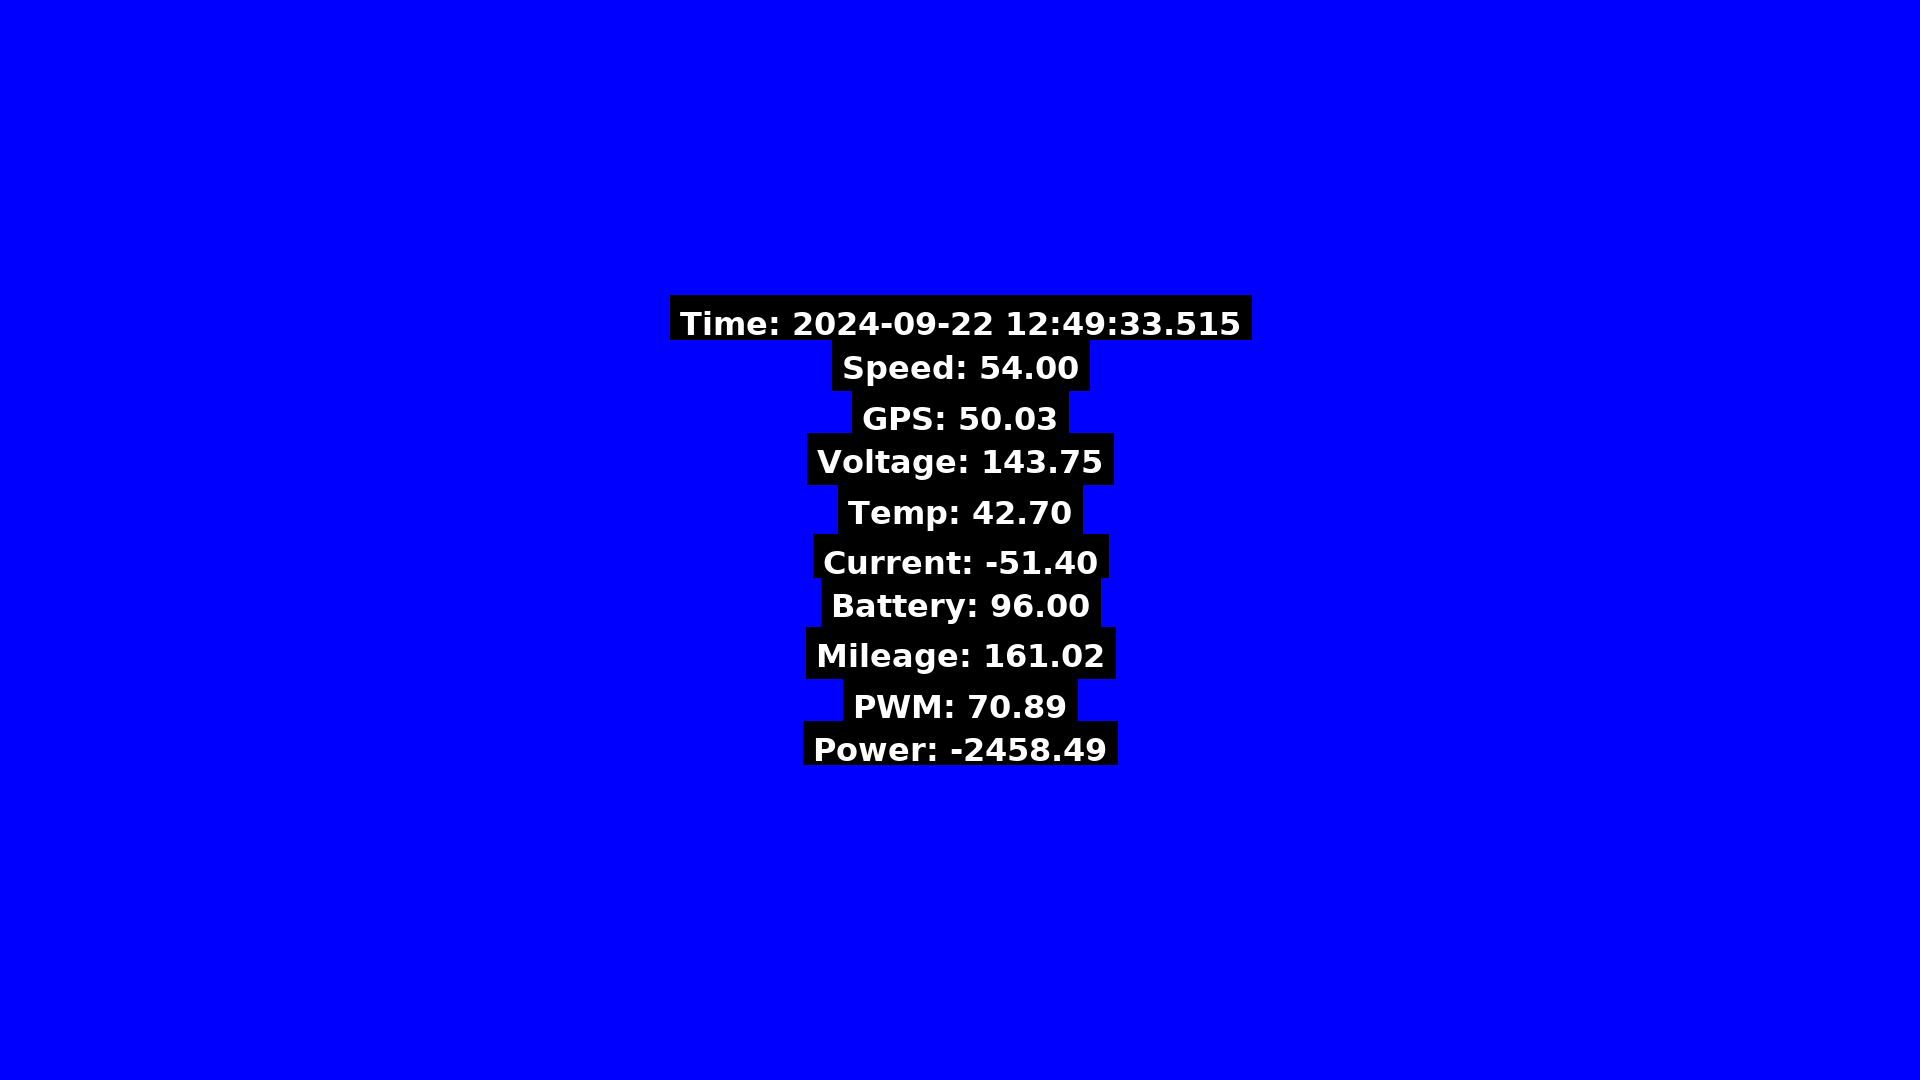 Time: 2024-09-22 12:49:33.515
Speed: 54.00
GPS: 50.03
Voltage: 143.75
Temp: 42.70
Current: -51.40
Battery: 96.00
Mileage: 161.02
PWM: 70.89
Power: -2458.49